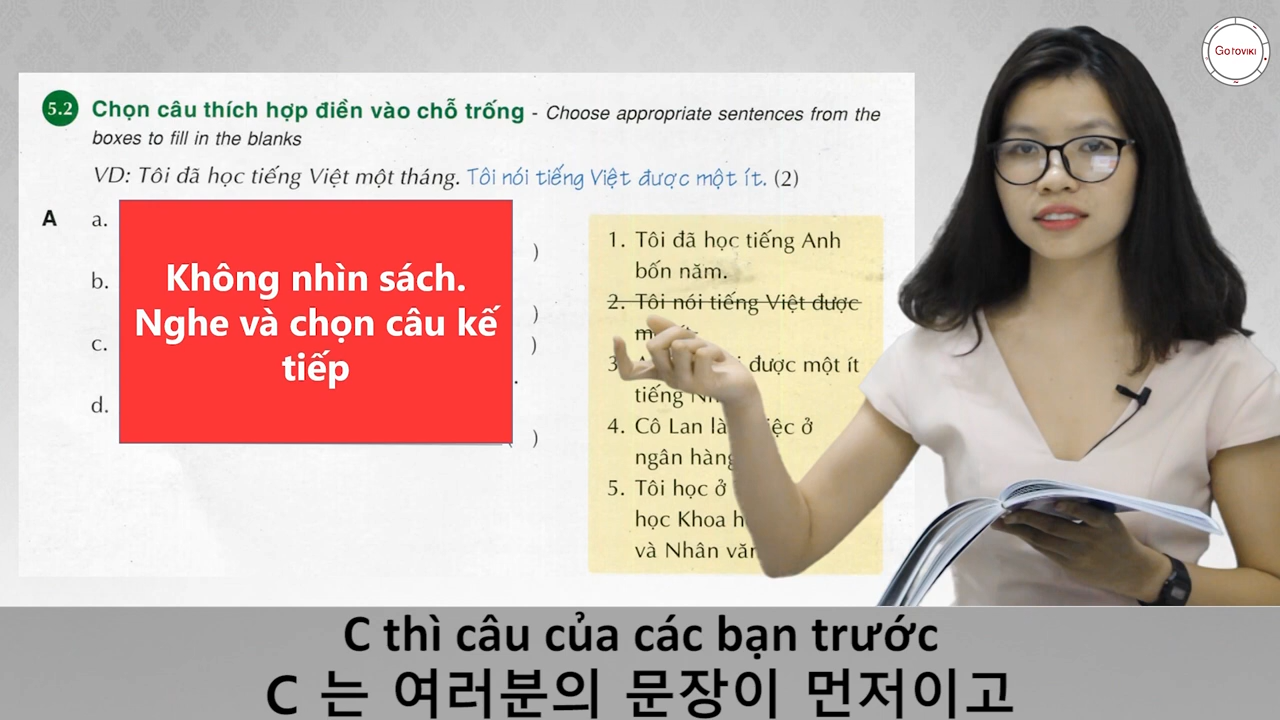 GOTOVIKI
5.2 Chọn câu thích hợp điền vào chỗ trống - Choose appropriate sentences from the
boxes to fill in the blanks
VD: Tôi đã học tiếng Việt một tháng. Tôi nói tiếng Việt được một ít. (2)
A a.
)
b.
)
c.
)
.
d.
)
Không nhìn sách.
Nghe và chọn câu kế
tiếp
1. Tôi đã học tiếng Anh
bốn năm.
2. Tôi nói tiếng Việt được
3 được một ít
tiếng
4. Cô Lan ở
ngân hàng
5. Tôi học ở
học Khoa
và Nhân văn
C thì câu của các bạn trước
C 는 여러분의 문장이 먼저이고